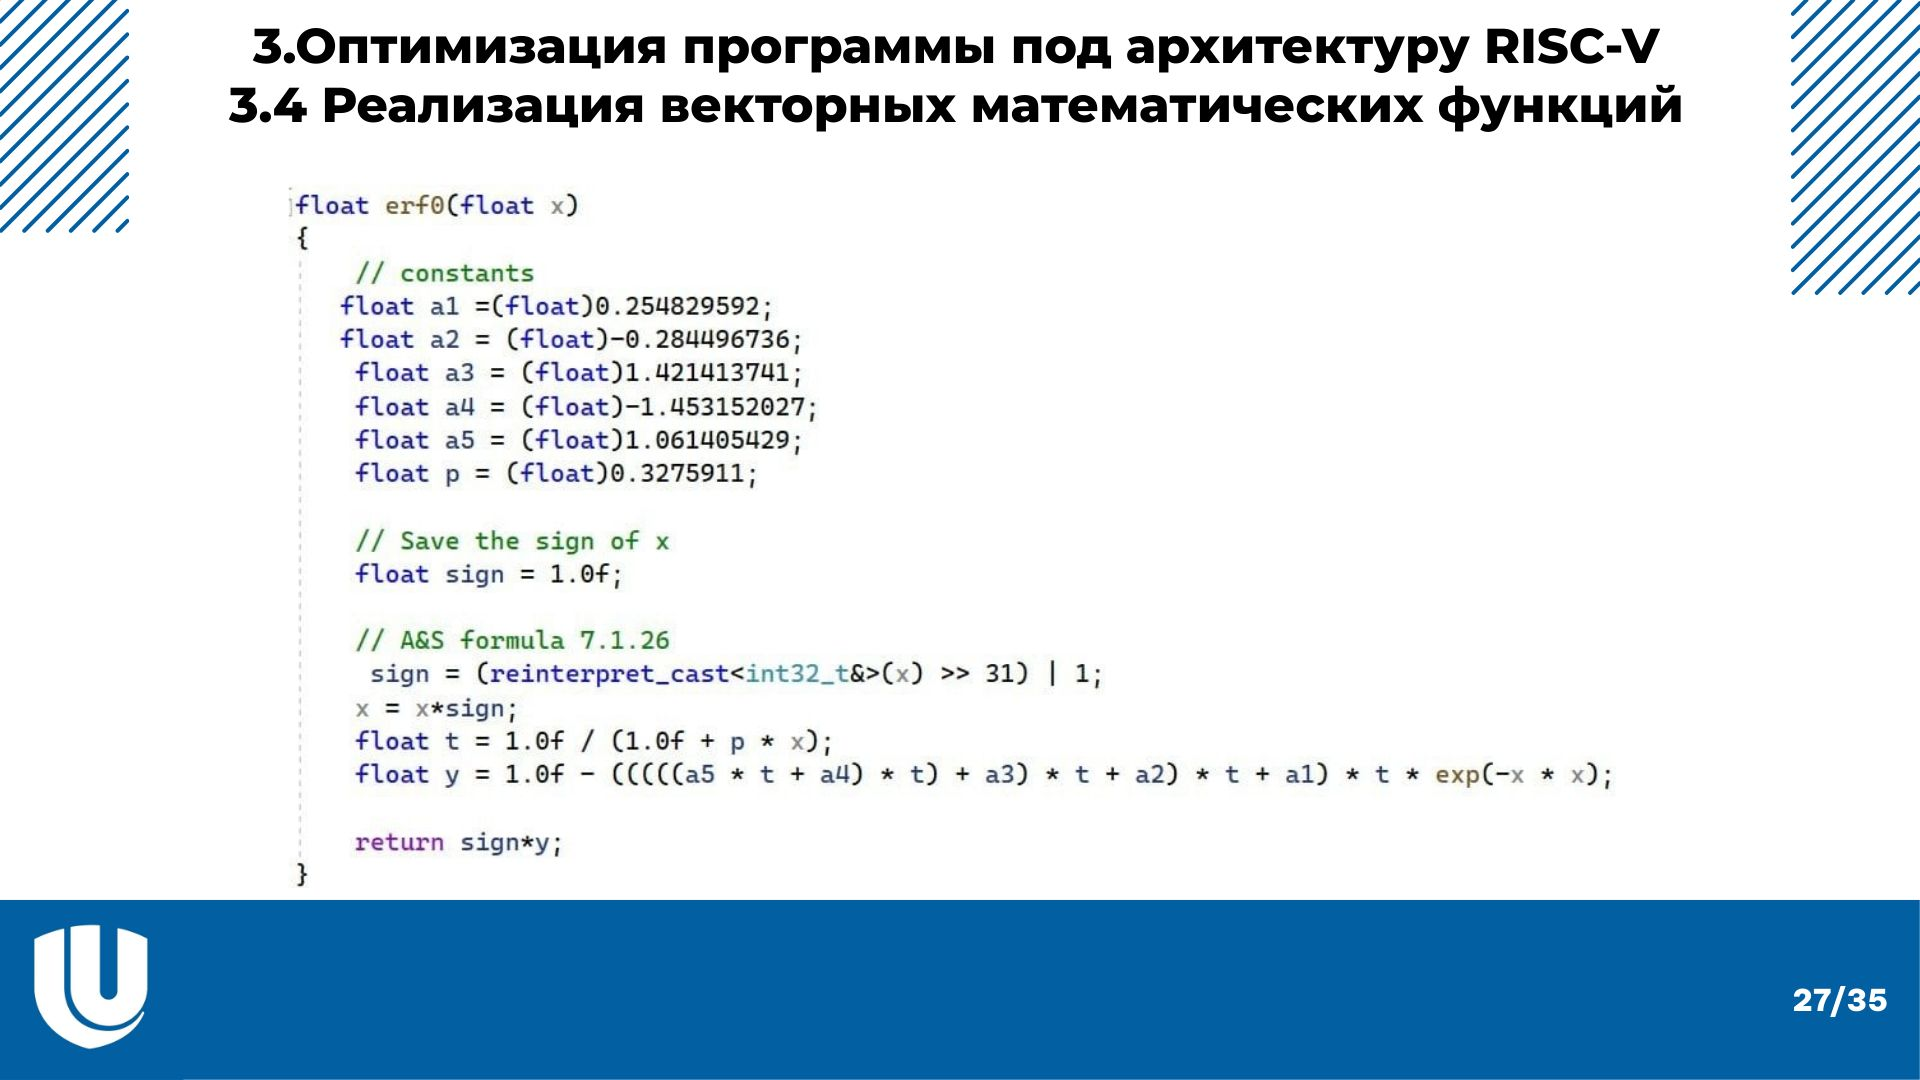 3.Оптимизация программы под архитектуру RISC-V
3.4 Реализация векторных математических функций
float erf0(float x)
{
// constants
float a1 =(float)0.254829592;
float a2 = (float)-0.284496736;
float a3 = (float)1.421413741;
float a4 = (float)-1.453152027;
float a5 = (float)1.061405429;
float p = (float)0.3275911;
// Save the sign of x
float sign = 1.0f;
// A&S formula 7.1.26
sign = (reinterpret_cast<int32_t&>(x) >> 31) | 1;
x = x*sign;
float t = 1.0f / (1.0f + p * x);
float y = 1.0f - (((((a5 * t + a4) * t) + a3) * t + a2) * t + a1) * t * exp(-x * x);
return sign*y;
}
27/35